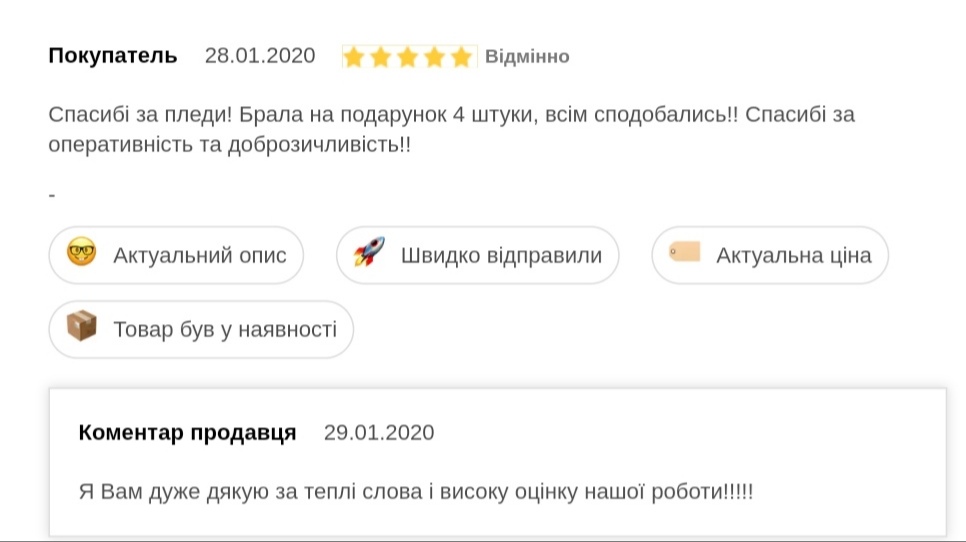 Покупатель 28.01.2020 Відмінно
Спасибі за пледи! Брала на подарунок 4 штуки, всім сподобались!! Спасибі за
оперативність та доброзичливість!!
-
Актуальний опис Швидко відправили Актуальна ціна
Товар був у наявності
Коментар продавця 29.01.2020
Я Вам дуже дякую за теплі слова і високу оцінку нашої роботи!!!!!